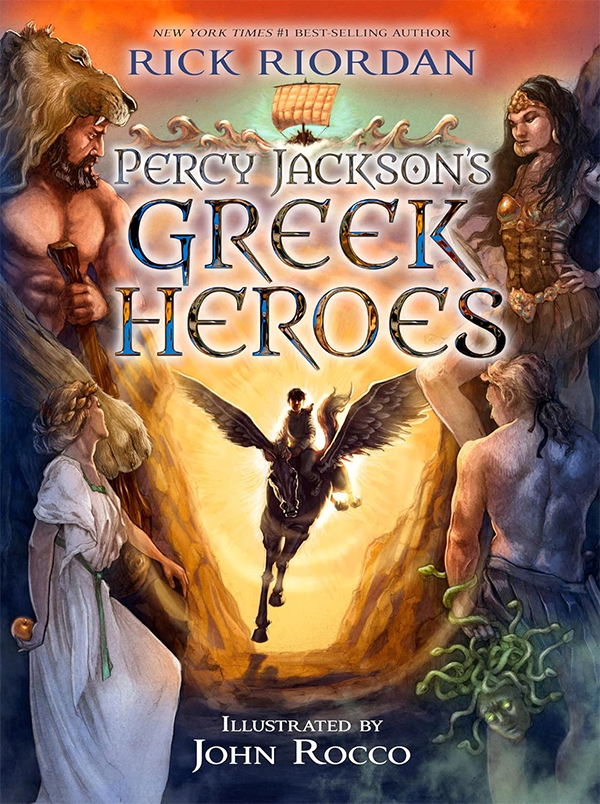 NEW YORK TIMES #1 BEST-SELLING AUTHOR
RICK RIORDAN
PERCY JACKSON'S
GREEK
HEROES
ILLUSTRATED BY
JOHN ROCCO